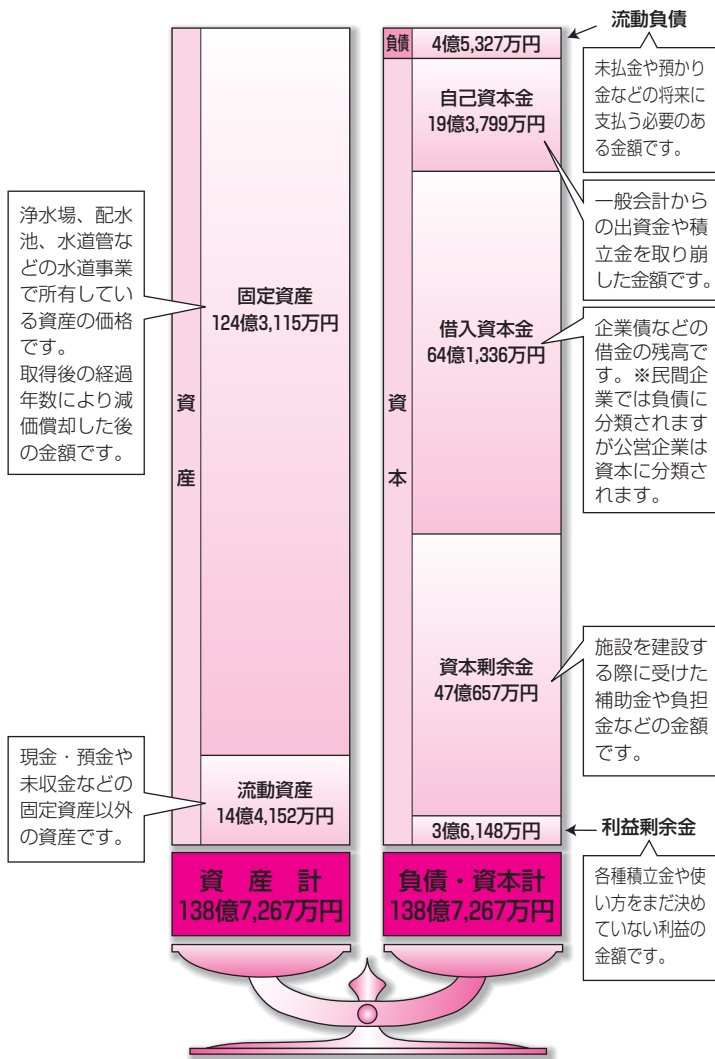 浄水場、配水
池、水道管な
どの水道事業
で所有してい
る資産の価格
です。
取得後の経過
年数により減
価償却した後
の金額です。
現金・預金や
未収金などの
固定資産以外
の資産です。
資産
固定資産
124億3,115万円
流動資産
14億4,152万円
資産計
138億7,267万円
負債
4億5,327万円
資本
自己資本金
19億3,799万円
借入資本金
64億1,336万円
資本剰余金
47億657万円
3億6,148万円
負債・資本計
138億7,267万円
流動負債
未払金や預かり
金などの将来に
支払う必要のあ
る金額です。
一般会計から
の出資金や積
立金を取り崩
した金額です。
企業債などの
借金の残高で
す。※民間企
業では負債に
分類されます
が公営企業は
資本に分類さ
れます。
施設を建設す
る際に受けた
補助金や負担
金などの金額
です。
利益剰余金
各種積立金や使
い方をまだ決め
ていない利益の
金額です。